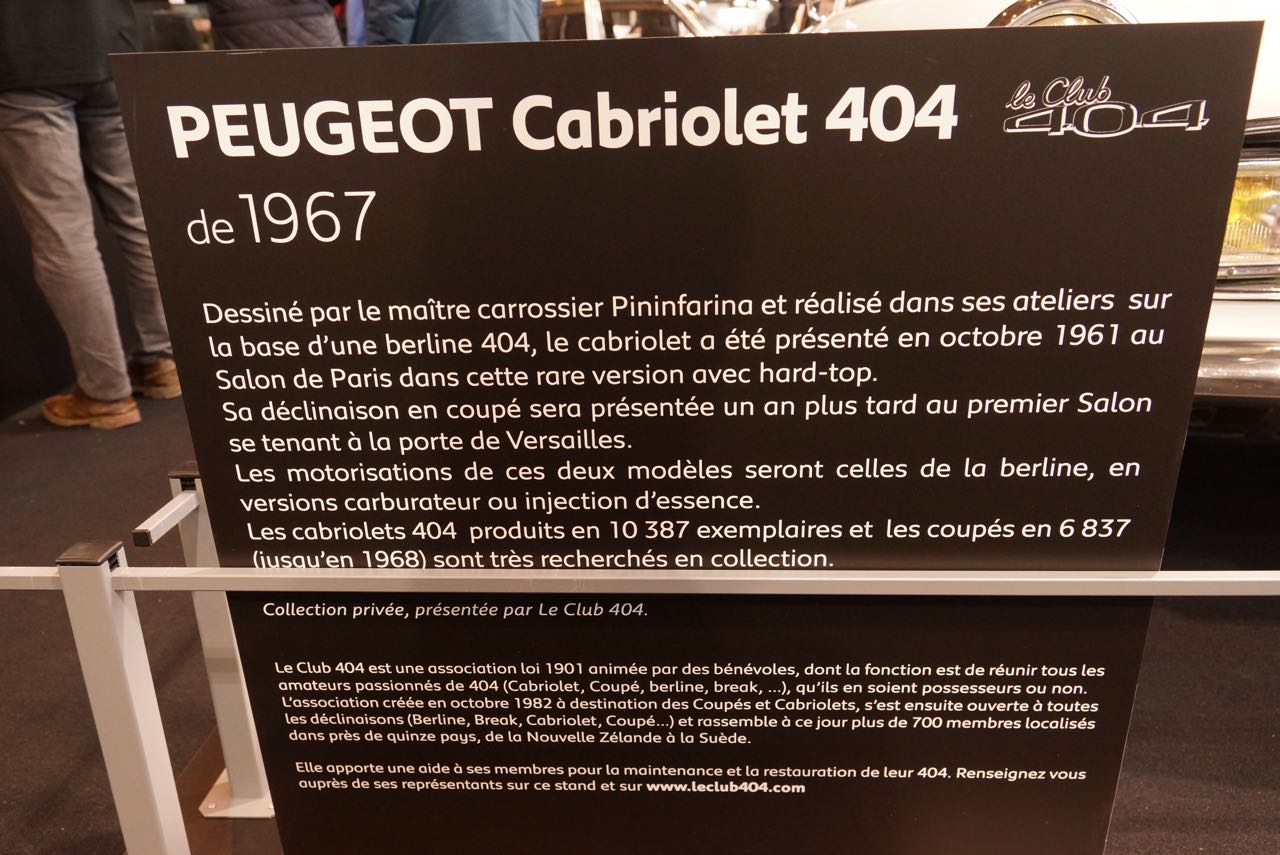 PEUGEOT Cabriolet 404
le Club
404
de 1967
Dessiné par le maître carrossier Pininfarina et réalisé dans ses ateliers sur
la base d'une berline 404, le cabriolet a été présenté en octobre 1961 au
Salon de Paris dans cette rare version avec hard-top.
Sa déclinaison en coupé sera présentée un an plus tard au premier Salon
se tenant à la porte de Versailles.
Les motorisations de ces deux modèles seront celles de la berline, en
versions carburateur ou injection d'essence.
Les cabriolets 404 produits en 10 387 exemplaires et les coupés en 6 837
(jusqu'en 1968) sont très recherchés en collection.
Collection privée, présentée par Le Club 404.
Le Club 404 est une association loi 1901 animée par des bénévoles, dont la fonction est de réunir tous les
amateurs passionnés de 404 (Cabriolet, Coupé, berline, break, ...), qu'ils en soient possesseurs ou non.
L'association créée en octobre 1982 à destination des Coupés et Cabriolets, s'est ensuite ouverte à toutes
les déclinaisons (Berline, Break, Cabriolet, Coupé...) et rassemble à ce jour plus de 700 membres localisés
dans près de quinze pays, de la Nouvelle Zélande à la Suède.
Elle apporte une aide à ses membres pour la maintenance et la restauration de leur 404. Renseignez vous
auprès de ses représentants sur ce stand et sur www.leclub404.com